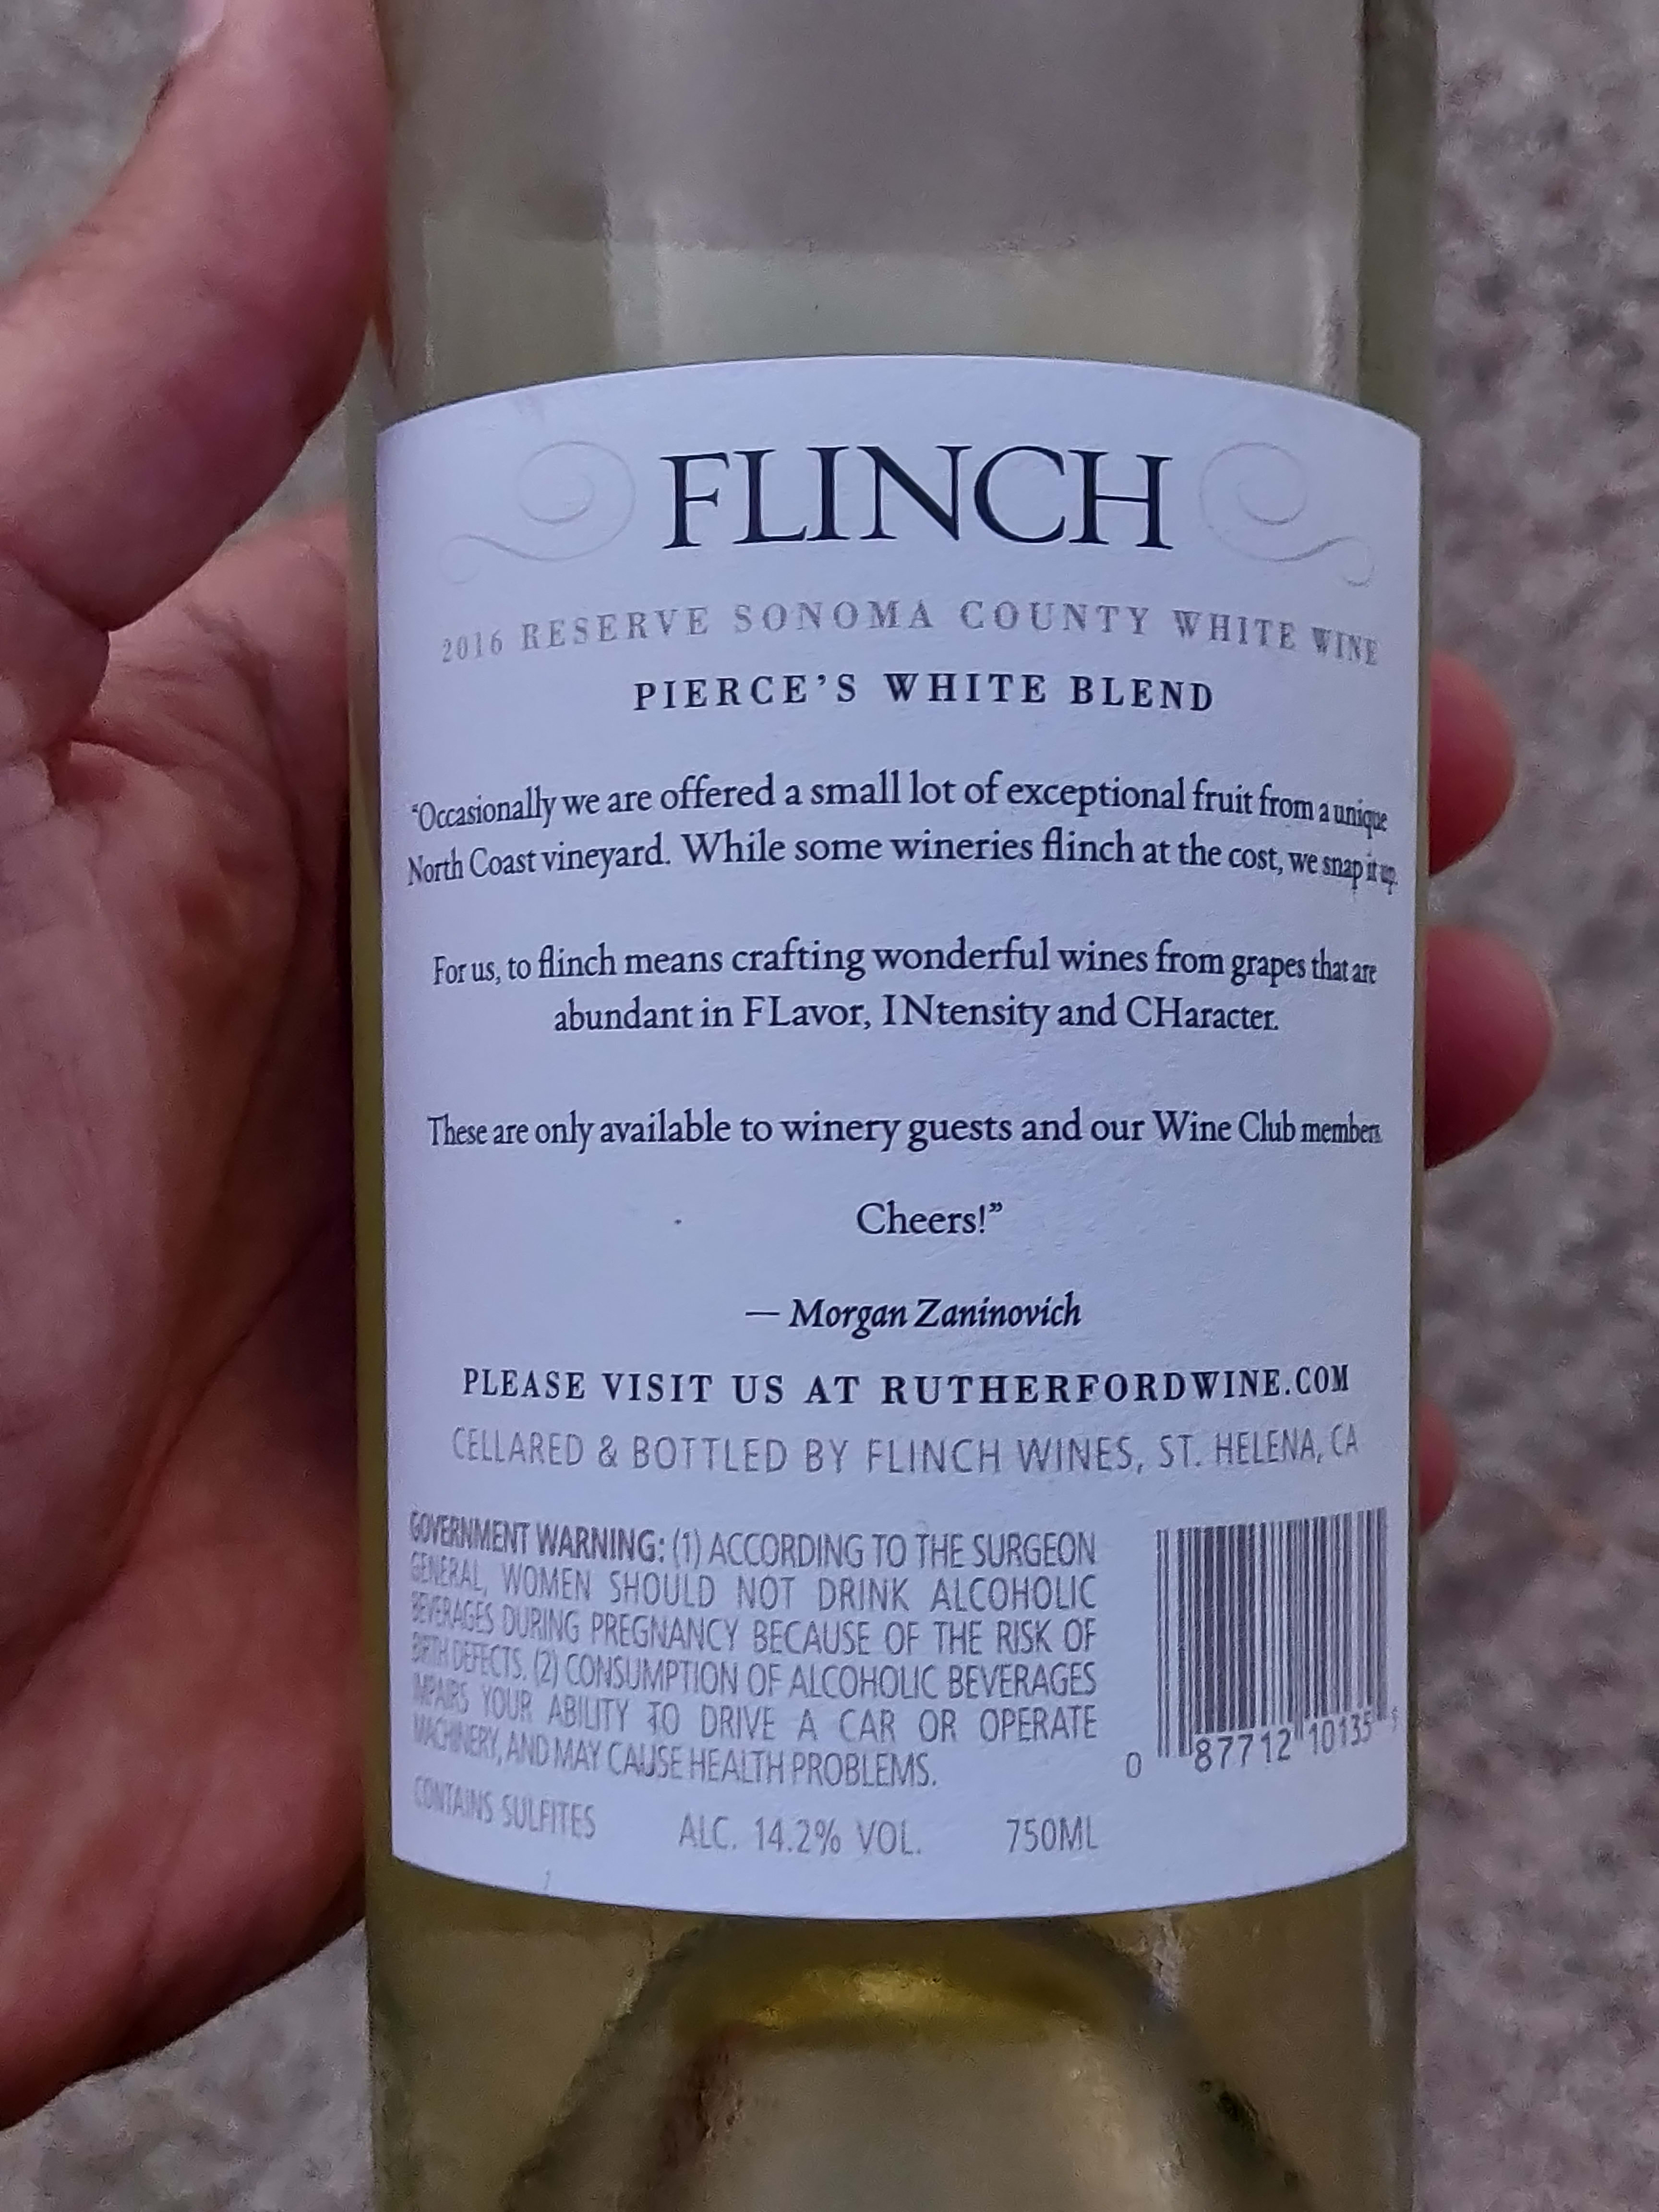 FLINCH
2016 RESERVE SONOMA COUNTY WHITE WINE
PIERCE'S WHITE BLEND
“Occasionally we are offered a small lot of exceptional fruit from a unique
North Coast vineyard. While some wineries flinch at the cost, we snap it up.
For us, to flinch means crafting wonderful wines from grapes that are
abundant in FLavor, INtensity and CHaracter.
These are only available to winery guests and our Wine Club members.
Cheers!”
— Morgan Zaninovich
PLEASE VISIT US AT RUTHERFORDWINE.COM
CELLARED & BOTTLED BY FLINCH WINES, ST. HELENA, CA
GOVERNMENT WARNING: (1) ACCORDING TO THE SURGEON
GENERAL, WOMEN SHOULD NOT DRINK ALCOHOLIC
BEVERAGES DURING PREGNANCY BECAUSE OF THE RISK OF
BIRTH DEFECTS. (2) CONSUMPTION OF ALCOHOLIC BEVERAGES
IMPAIRS YOUR ABILITY TO DRIVE A CAR OR OPERATE
MACHINERY, AND MAY CAUSE HEALTH PROBLEMS.
0 87712 10135
CONTAINS SULFITES ALC. 14.2% VOL. 750ML